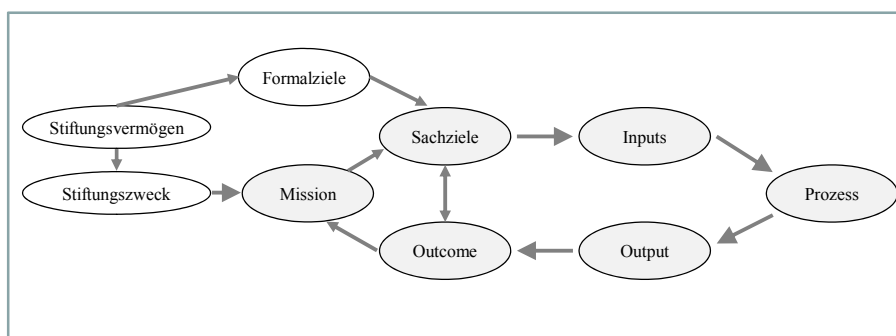 Formalziele
Stiftungsvermögen
Sachziele
Inputs
Stiftungszweck
Mission
Prozess
Outcome
Output